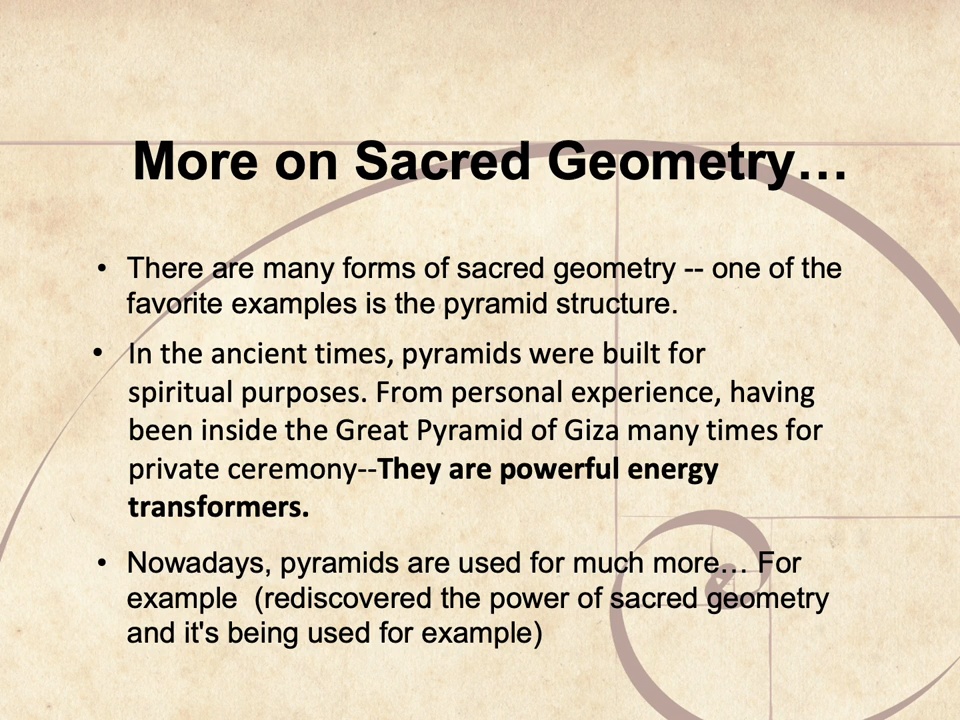 More on Sacred Geometry…
• There are many forms of sacred geometry -- one of the
favorite examples is the pyramid structure.
• In the ancient times, pyramids were built for
spiritual purposes. From personal experience, having
been inside the Great Pyramid of Giza many times for
private ceremony--They are powerful energy
transformers.
• Nowadays, pyramids are used for much more… For
example  (rediscovered the power of sacred geometry
and it's being used for example)